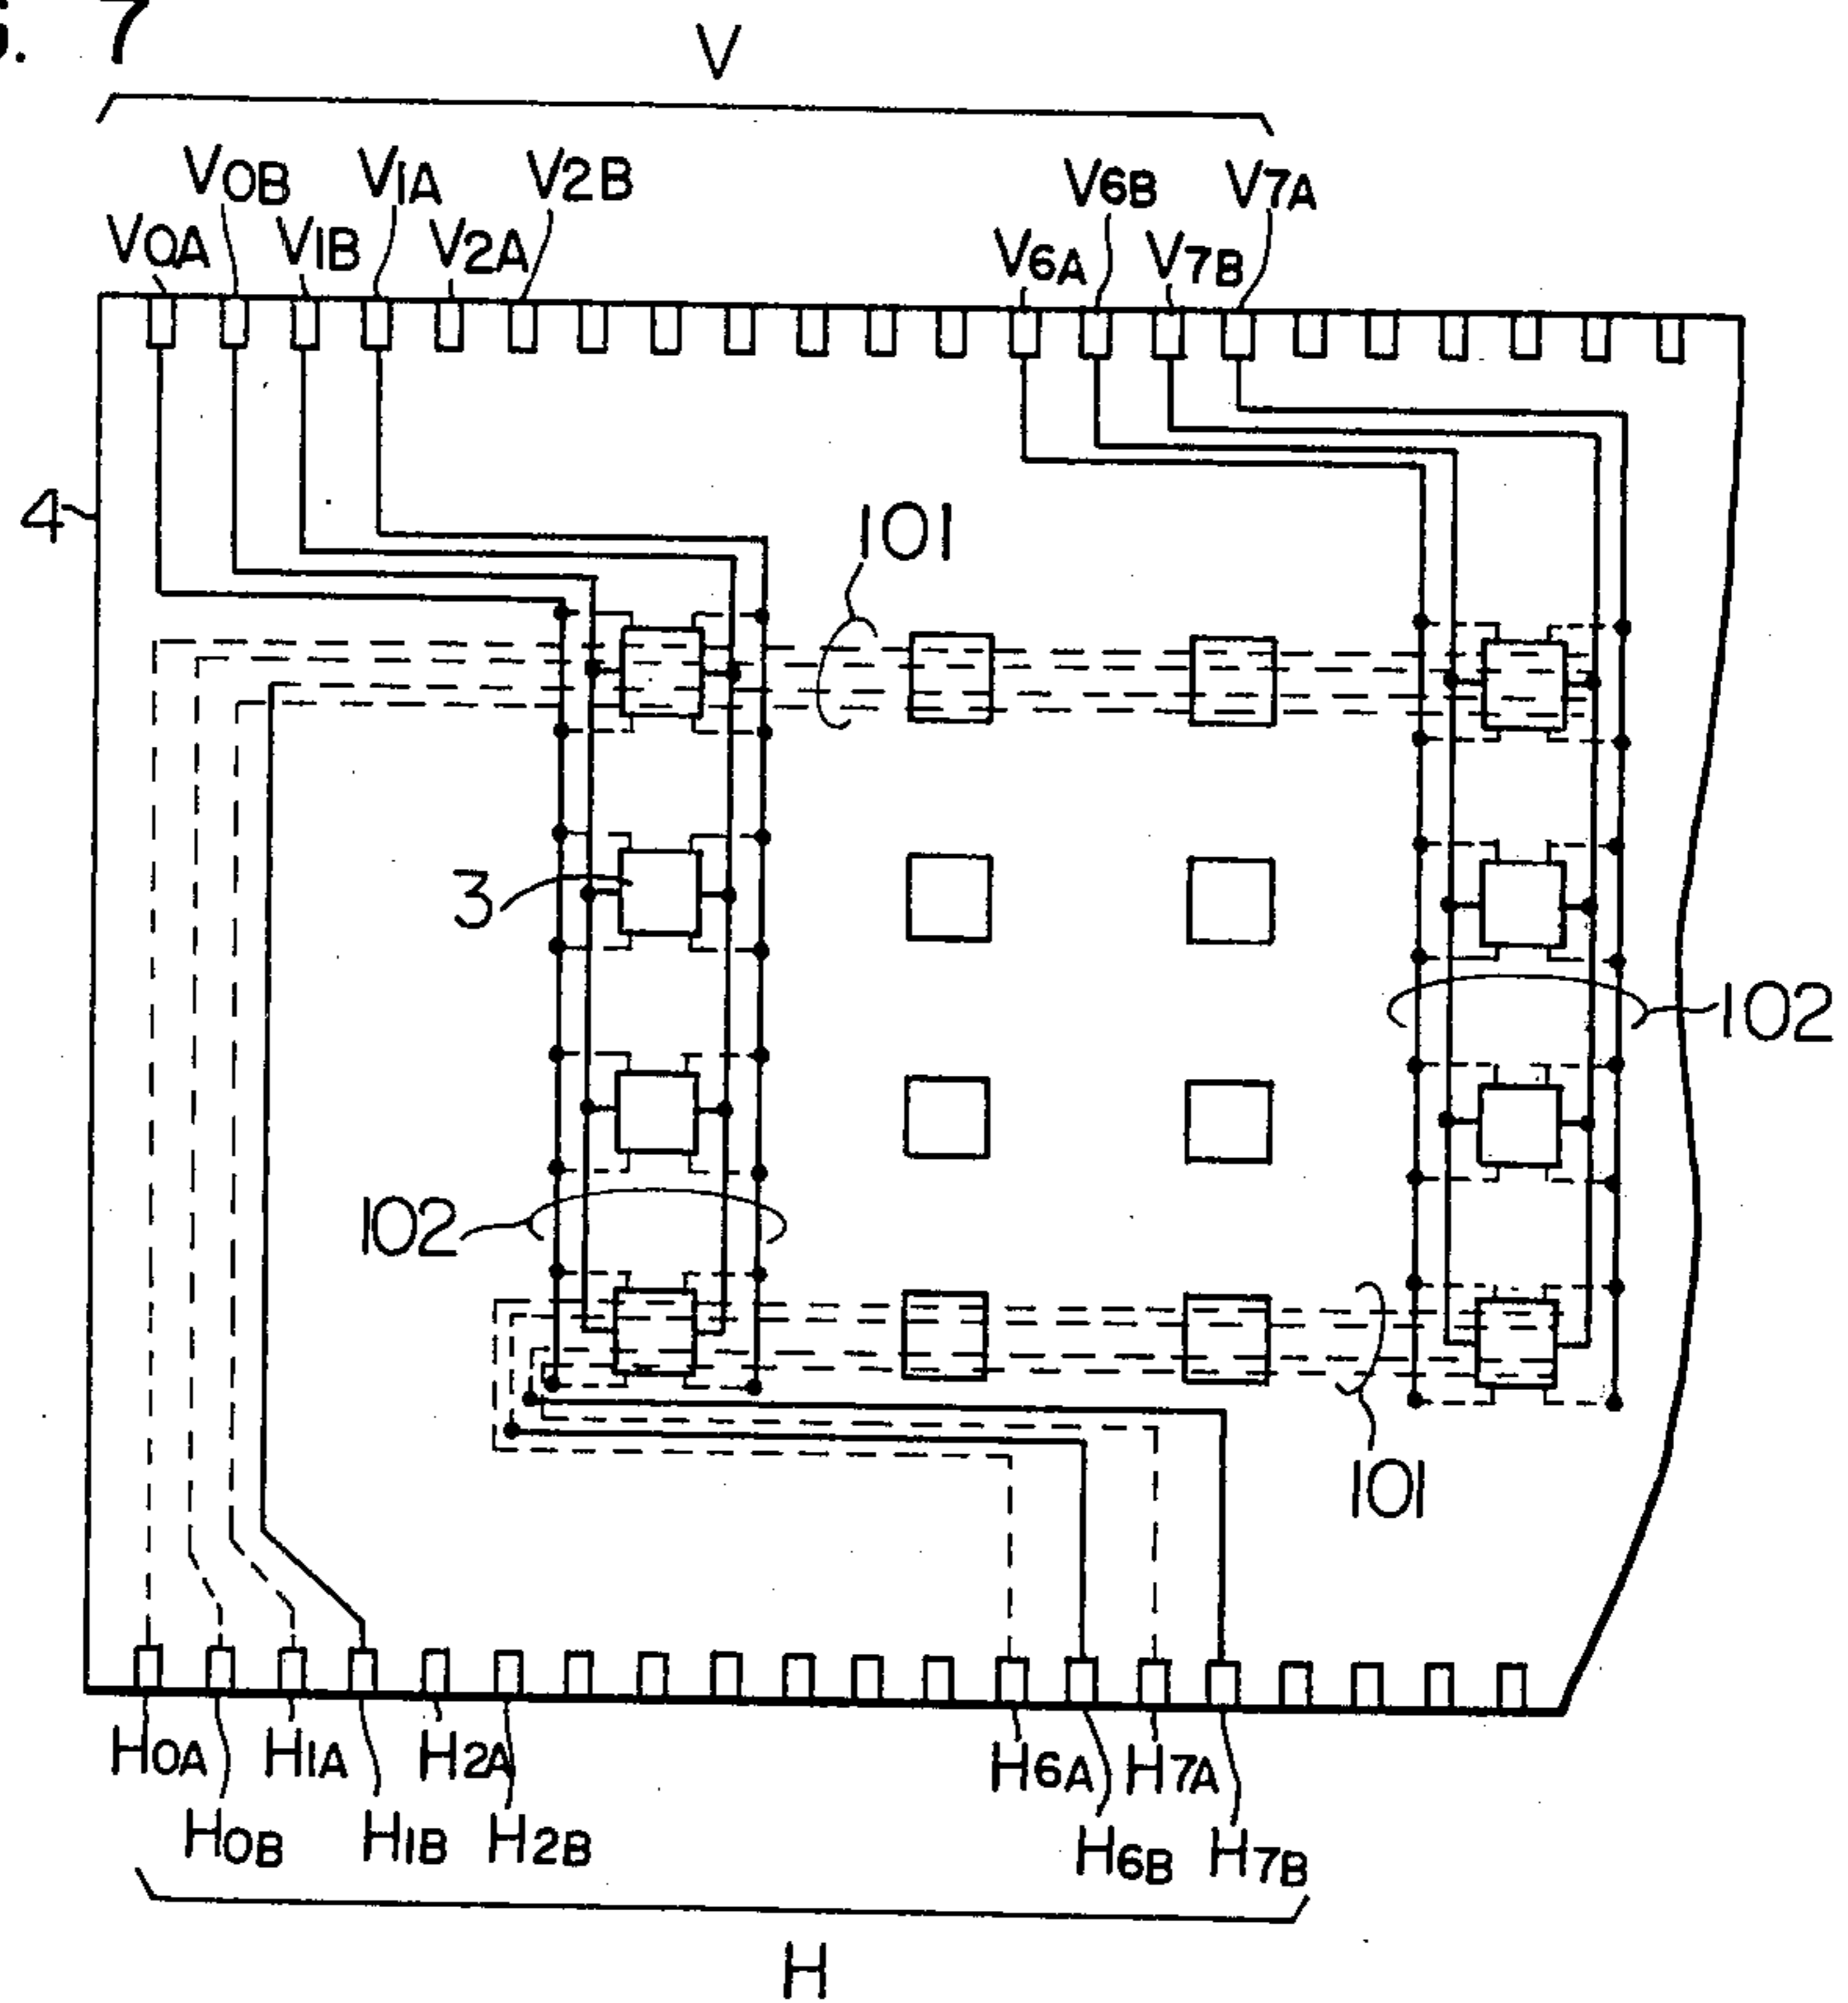 . 7
V
V0B V1A V2B V6B V7A
V0A V1B V2A V6A V7B
4
101
3
102
102
101
H0A H1A H2A H6A H7A
H0B H1B H2B H6B H7B
H